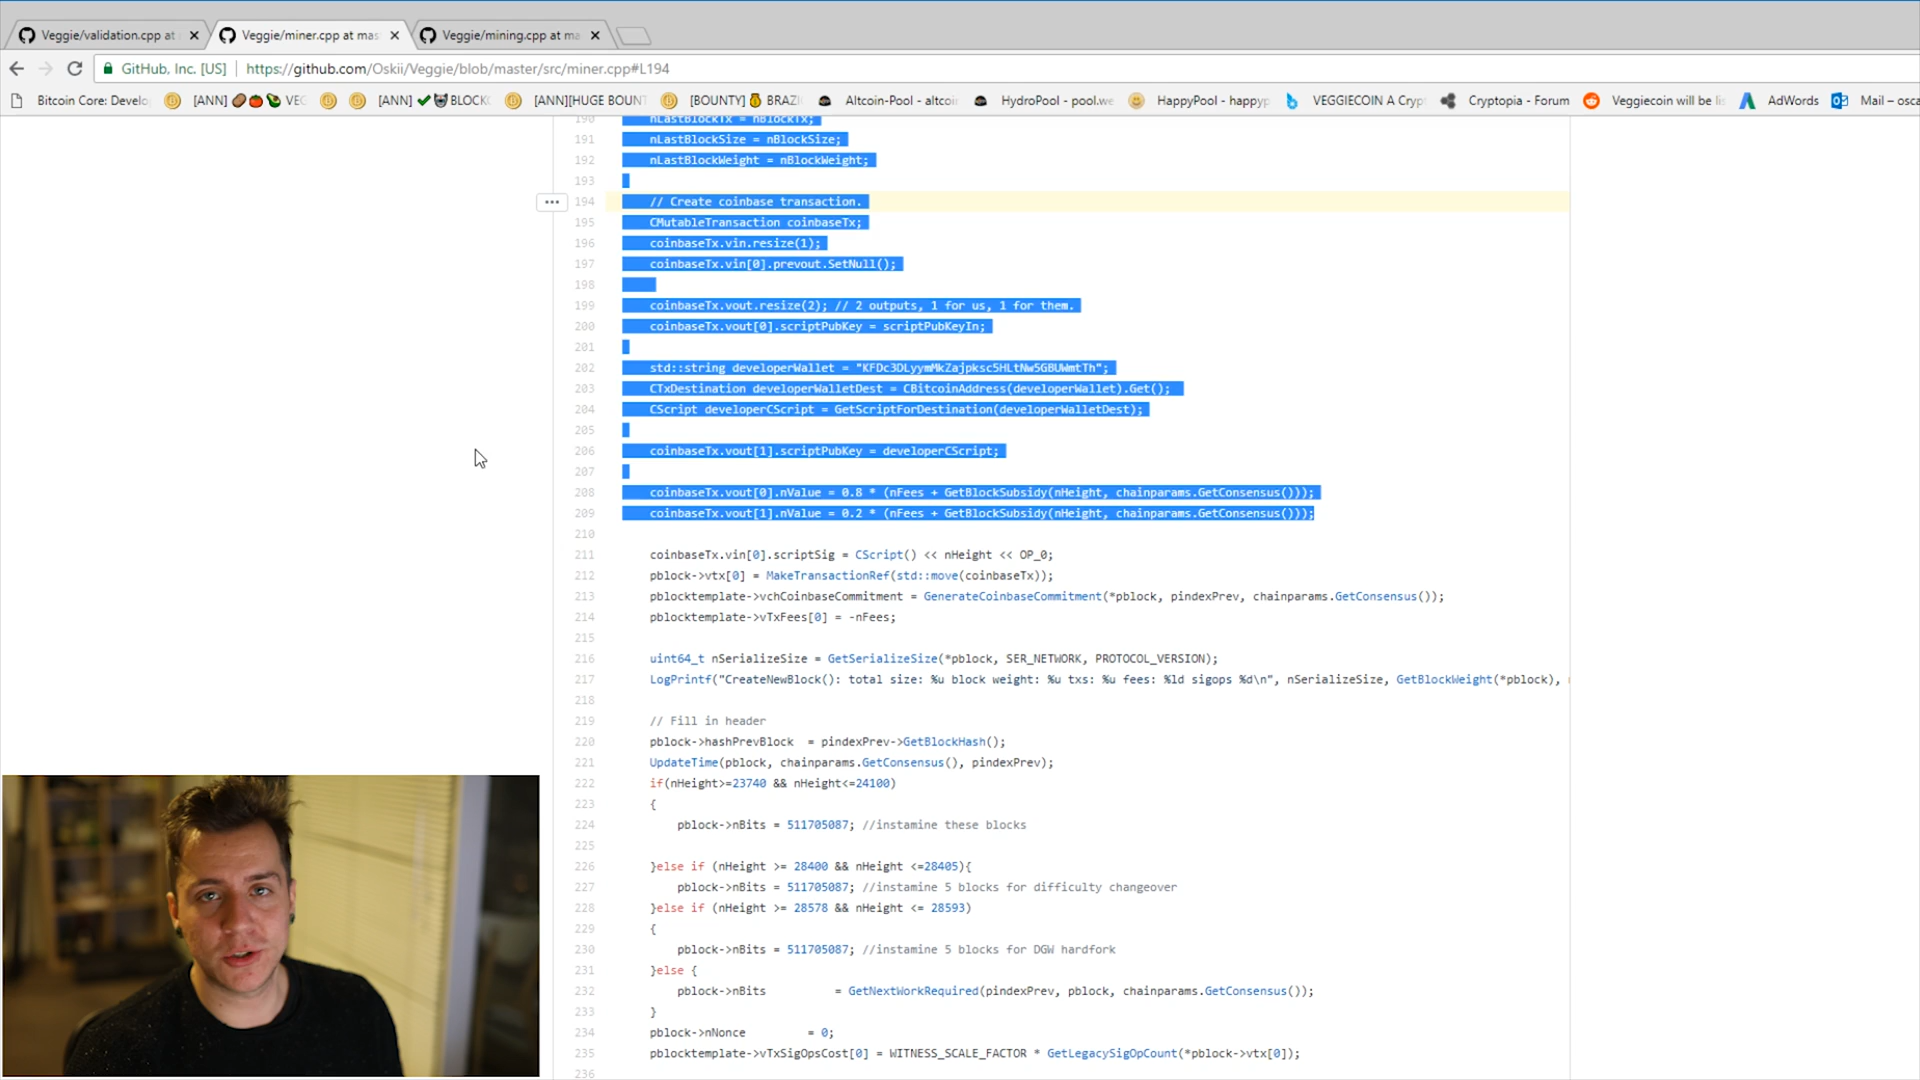 Veggie/validation.cpp at
Veggie/miner.cpp at mas
Veggie/mining.cpp at ma
GitHub, Inc. [US]
https://github.com/Oskii/Veggie/blob/master/src/miner.cpp#L194
Bitcoin Core: Develo
[ANN] VEG
[ANN] BLOCK
[ANN][HUGE BOUNT
[BOUNTY] BRAZI
Altcoin-Pool - altcoi
HydroPool - pool.we
HappyPool - happyp
VEGGIECOIN A Cryp
Cryptopia - Forum
Veggiecoin will be lis
AdWords
Mail – osca
190 nLastBlockTx = nBlockTx;
191 nLastBlockSize = nBlockSize;
192 nLastBlockWeight = nBlockWeight;
193
194 // Create coinbase transaction.
195 CMutableTransaction coinbaseTx;
196 coinbaseTx.vin.resize(1);
197 coinbaseTx.vin[0].prevout.SetNull();
198
199 coinbaseTx.vout.resize(2); // 2 outputs, 1 for us, 1 for them.
200 coinbaseTx.vout[0].scriptPubKey = scriptPubKeyIn;
201
202 std::string developerWallet = "KFDc3DLyymMkZajpksc5HLtNw5GBUWmtTh";
203 CTxDestination developerWalletDest = CBitcoinAddress(developerWallet).Get();
204 CScript developerCScript = GetScriptForDestination(developerWalletDest);
205
206 coinbaseTx.vout[1].scriptPubKey = developerCScript;
207
208 coinbaseTx.vout[0].nValue = 0.8 * (nFees + GetBlockSubsidy(nHeight, chainparams.GetConsensus()));
209 coinbaseTx.vout[1].nValue = 0.2 * (nFees + GetBlockSubsidy(nHeight, chainparams.GetConsensus()));
210
211 coinbaseTx.vin[0].scriptSig = CScript() << nHeight << OP_0;
212 pblock->vtx[0] = MakeTransactionRef(std::move(coinbaseTx));
213 pblocktemplate->vchCoinbaseCommitment = GenerateCoinbaseCommitment(*pblock, pindexPrev, chainparams.GetConsensus());
214 pblocktemplate->vTxFees[0] = -nFees;
215
216 uint64_t nSerializeSize = GetSerializeSize(*pblock, SER_NETWORK, PROTOCOL_VERSION);
217 LogPrintf("CreateNewBlock(): total size: %u block weight: %u txs: %u fees: %ld sigops %d\n", nSerializeSize, GetBlockWeight(*pblock),
218
219 // Fill in header
220 pblock->hashPrevBlock = pindexPrev->GetBlockHash();
221 UpdateTime(pblock, chainparams.GetConsensus(), pindexPrev);
222 if(nHeight>=23740 && nHeight<=24100)
223 {
224 pblock->nBits = 511705087; //instamine these blocks
225
226 }else if (nHeight >= 28400 && nHeight <=28405){
227 pblock->nBits = 511705087; //instamine 5 blocks for difficulty changeover
228 }else if (nHeight >= 28578 && nHeight <= 28593)
229 {
230 pblock->nBits = 511705087; //instamine 5 blocks for DGW hardfork
231 }else {
232 pblock->nBits = GetNextWorkRequired(pindexPrev, pblock, chainparams.GetConsensus());
233 }
234 pblock->nNonce = 0;
235 pblocktemplate->vTxSigOpsCost[0] = WITNESS_SCALE_FACTOR * GetLegacySigOpCount(*pblock->vtx[0]);
236